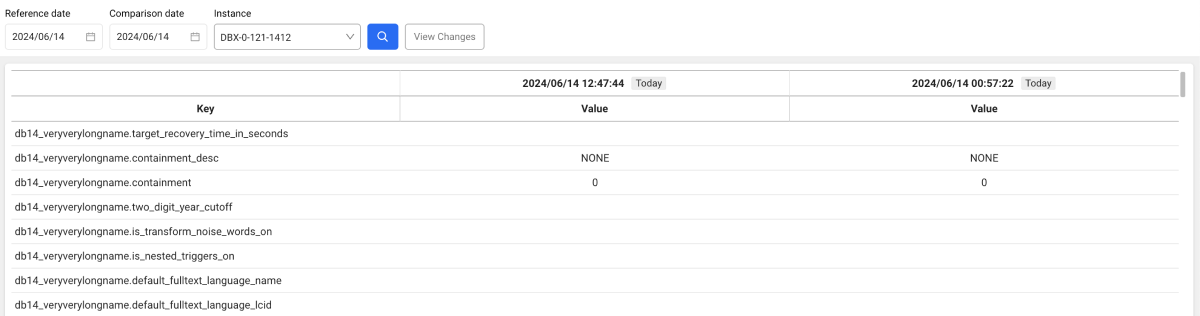 Reference date Comparison date Instance
2024/06/14 2024/06/14 DBX-0-121-1412 View Changes
2024/06/14 12:47:44 Today 2024/06/14 00:57:22 Today
Key Value Value
db14_veryverylongname.target_recovery_time_in_seconds
db14_veryverylongname.containment_desc NONE NONE
db14_veryverylongname.containment 0 0
db14_veryverylongname.two_digit_year_cutoff
db14_veryverylongname.is_transform_noise_words_on
db14_veryverylongname.is_nested_triggers_on
db14_veryverylongname.default_fulltext_language_name
db14_veryverylongname.default_fulltext_language_lcid